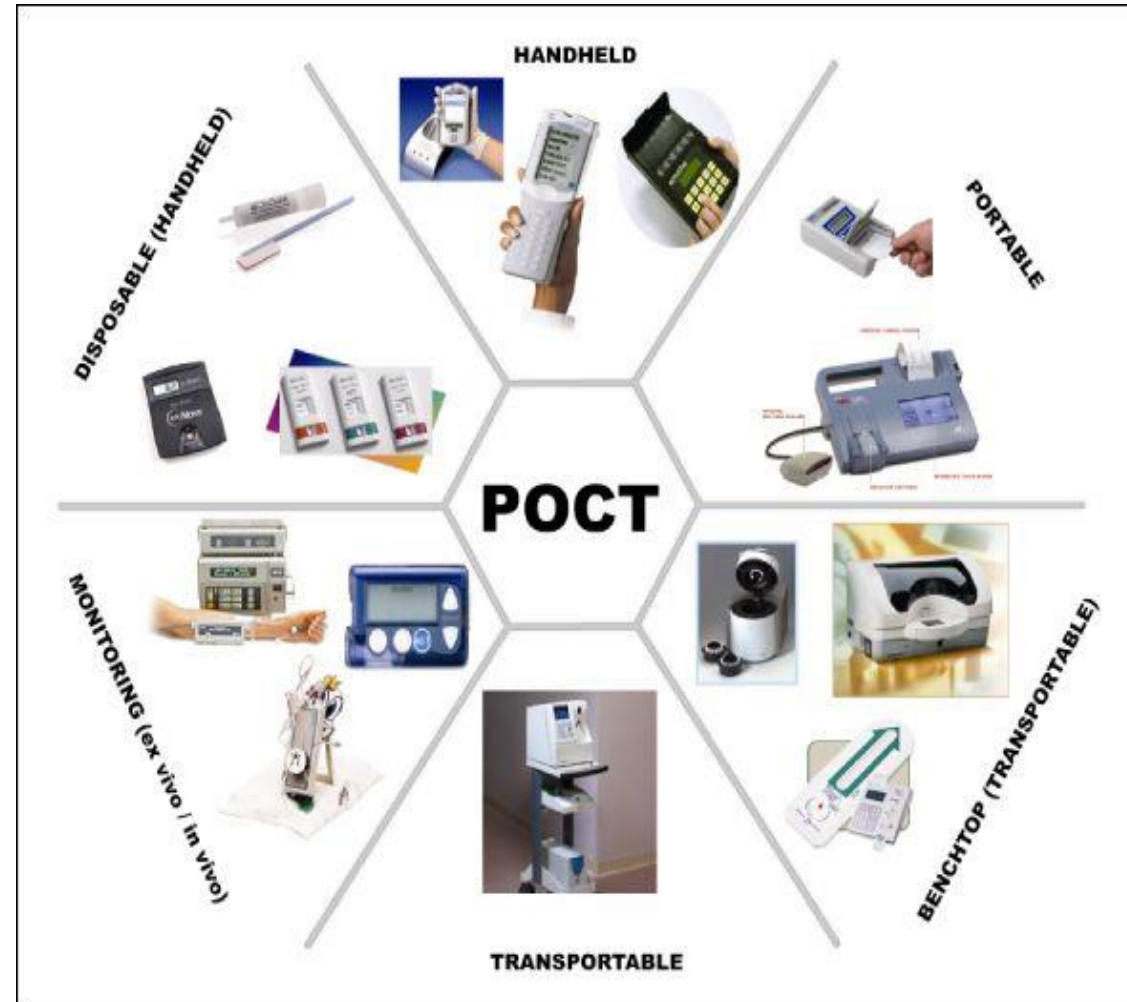 HANDHELD
DISPOSABLE (HANDHELD)
PORTABLE
POCT
MONITORING (ex vivo / in vivo)
BENCHTOP (TRANSPORTABLE)
TRANSPORTABLE